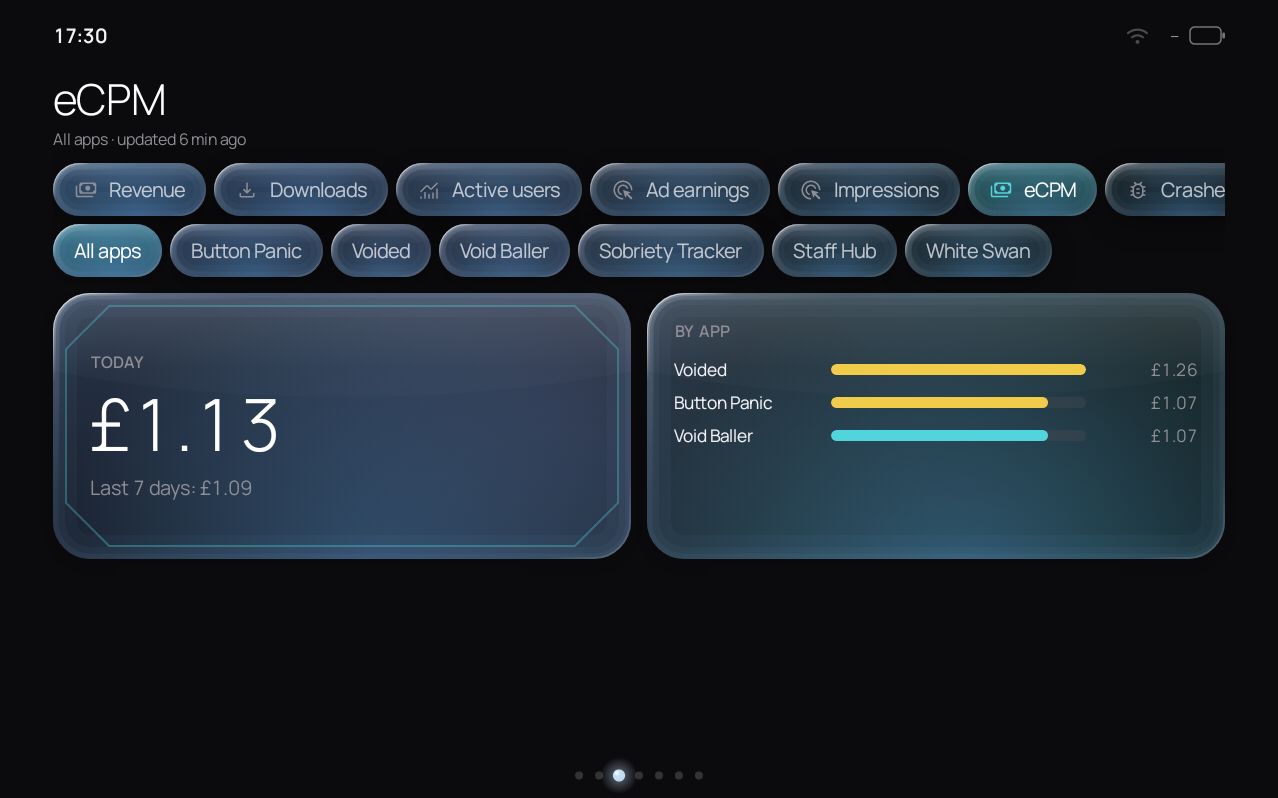 17:30
–
eCPM
All apps · updated 6 min ago
Revenue Downloads Active users Ad earnings Impressions eCPM Crashe
All apps Button Panic Voided Void Baller Sobriety Tracker Staff Hub White Swan
TODAY
£1.13
Last 7 days: £1.09
BY APP
Voided £1.26
Button Panic £1.07
Void Baller £1.07